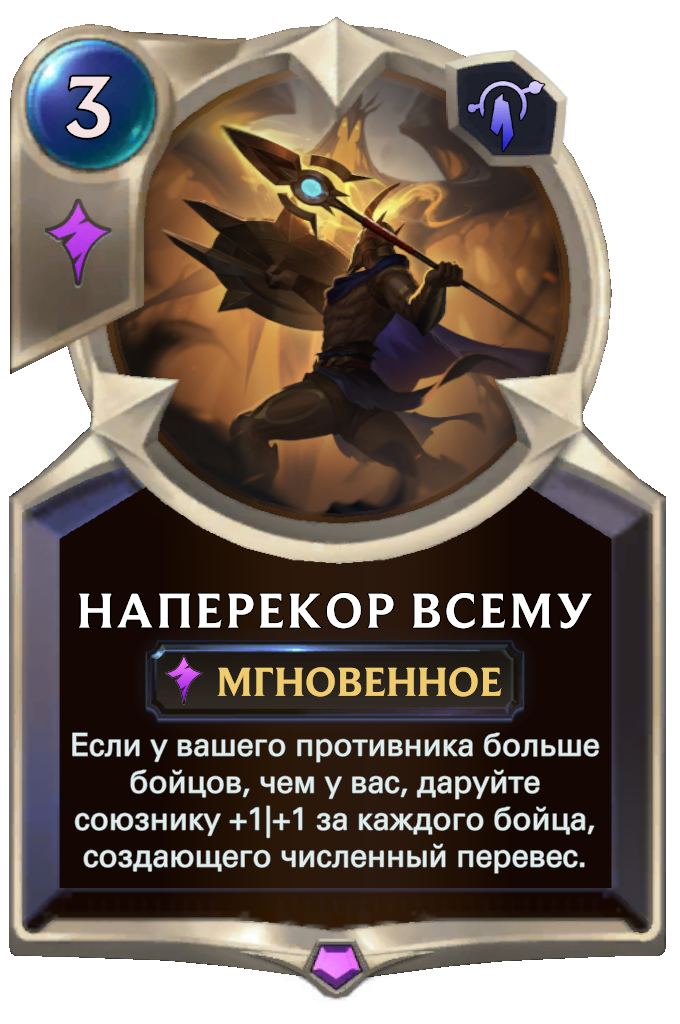 3
НАПЕРЕКОР ВСЕМУ
МГНОВЕННОЕ
Если у вашего противника больше
бойцов, чем у вас, даруйте
союзнику +1|+1 за каждого бойца,
создающего численный перевес.